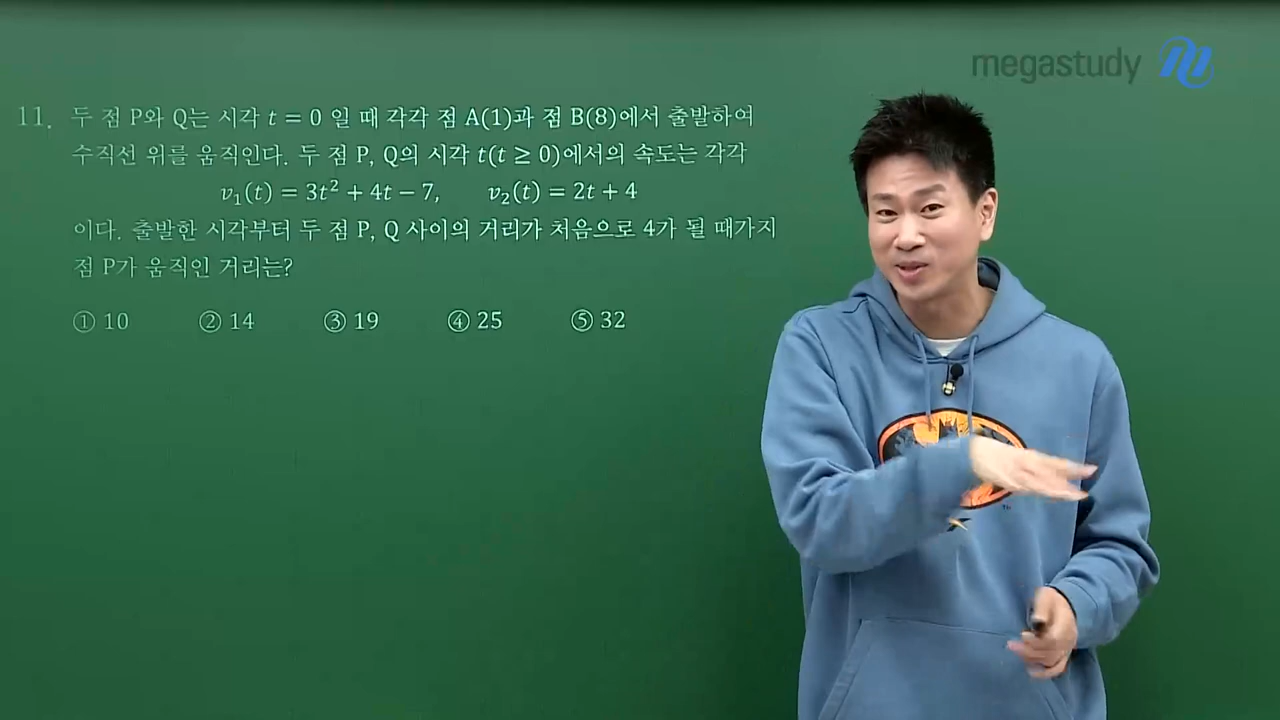 megastudy
11. 두 점 P와 Q는 시각 t = 0 일 때 각각 점 A(1)과 점 B(8)에서 출발하여
수직선 위를 움직인다. 두 점 P, Q의 시각 t(t ≥ 0)에서의 속도는 각각
v₁(t) = 3t² + 4t − 7, v₂(t) = 2t + 4
이다. 출발한 시각부터 두 점 P, Q 사이의 거리가 처음으로 4가 될 때가지
점 P가 움직인 거리는?
① 10 ② 14 ③ 19 ④ 25 ⑤ 32